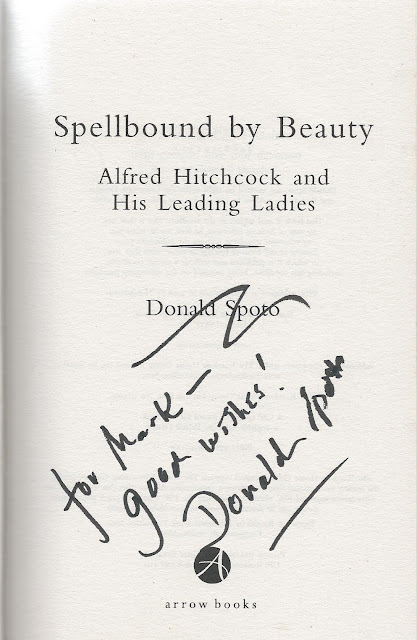 Spellbound by Beauty
Alfred Hitchcock and
His Leading Ladies
Donald Spoto
for Mark –
good wishes!
Donald Spoto
A
arrow books